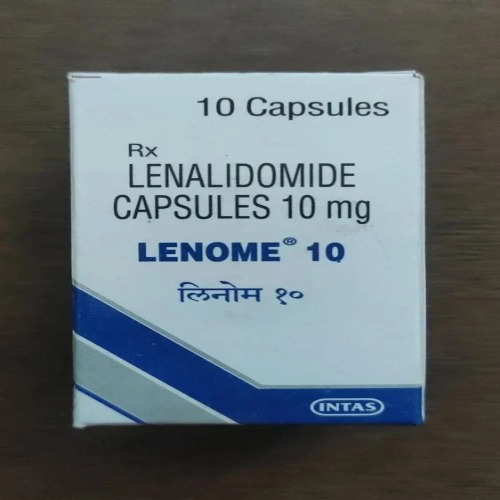 10 Capsules
Rx
LENALIDOMIDE
CAPSULES 10 mg
LENOME® 10
लिनोम १०
INTAS